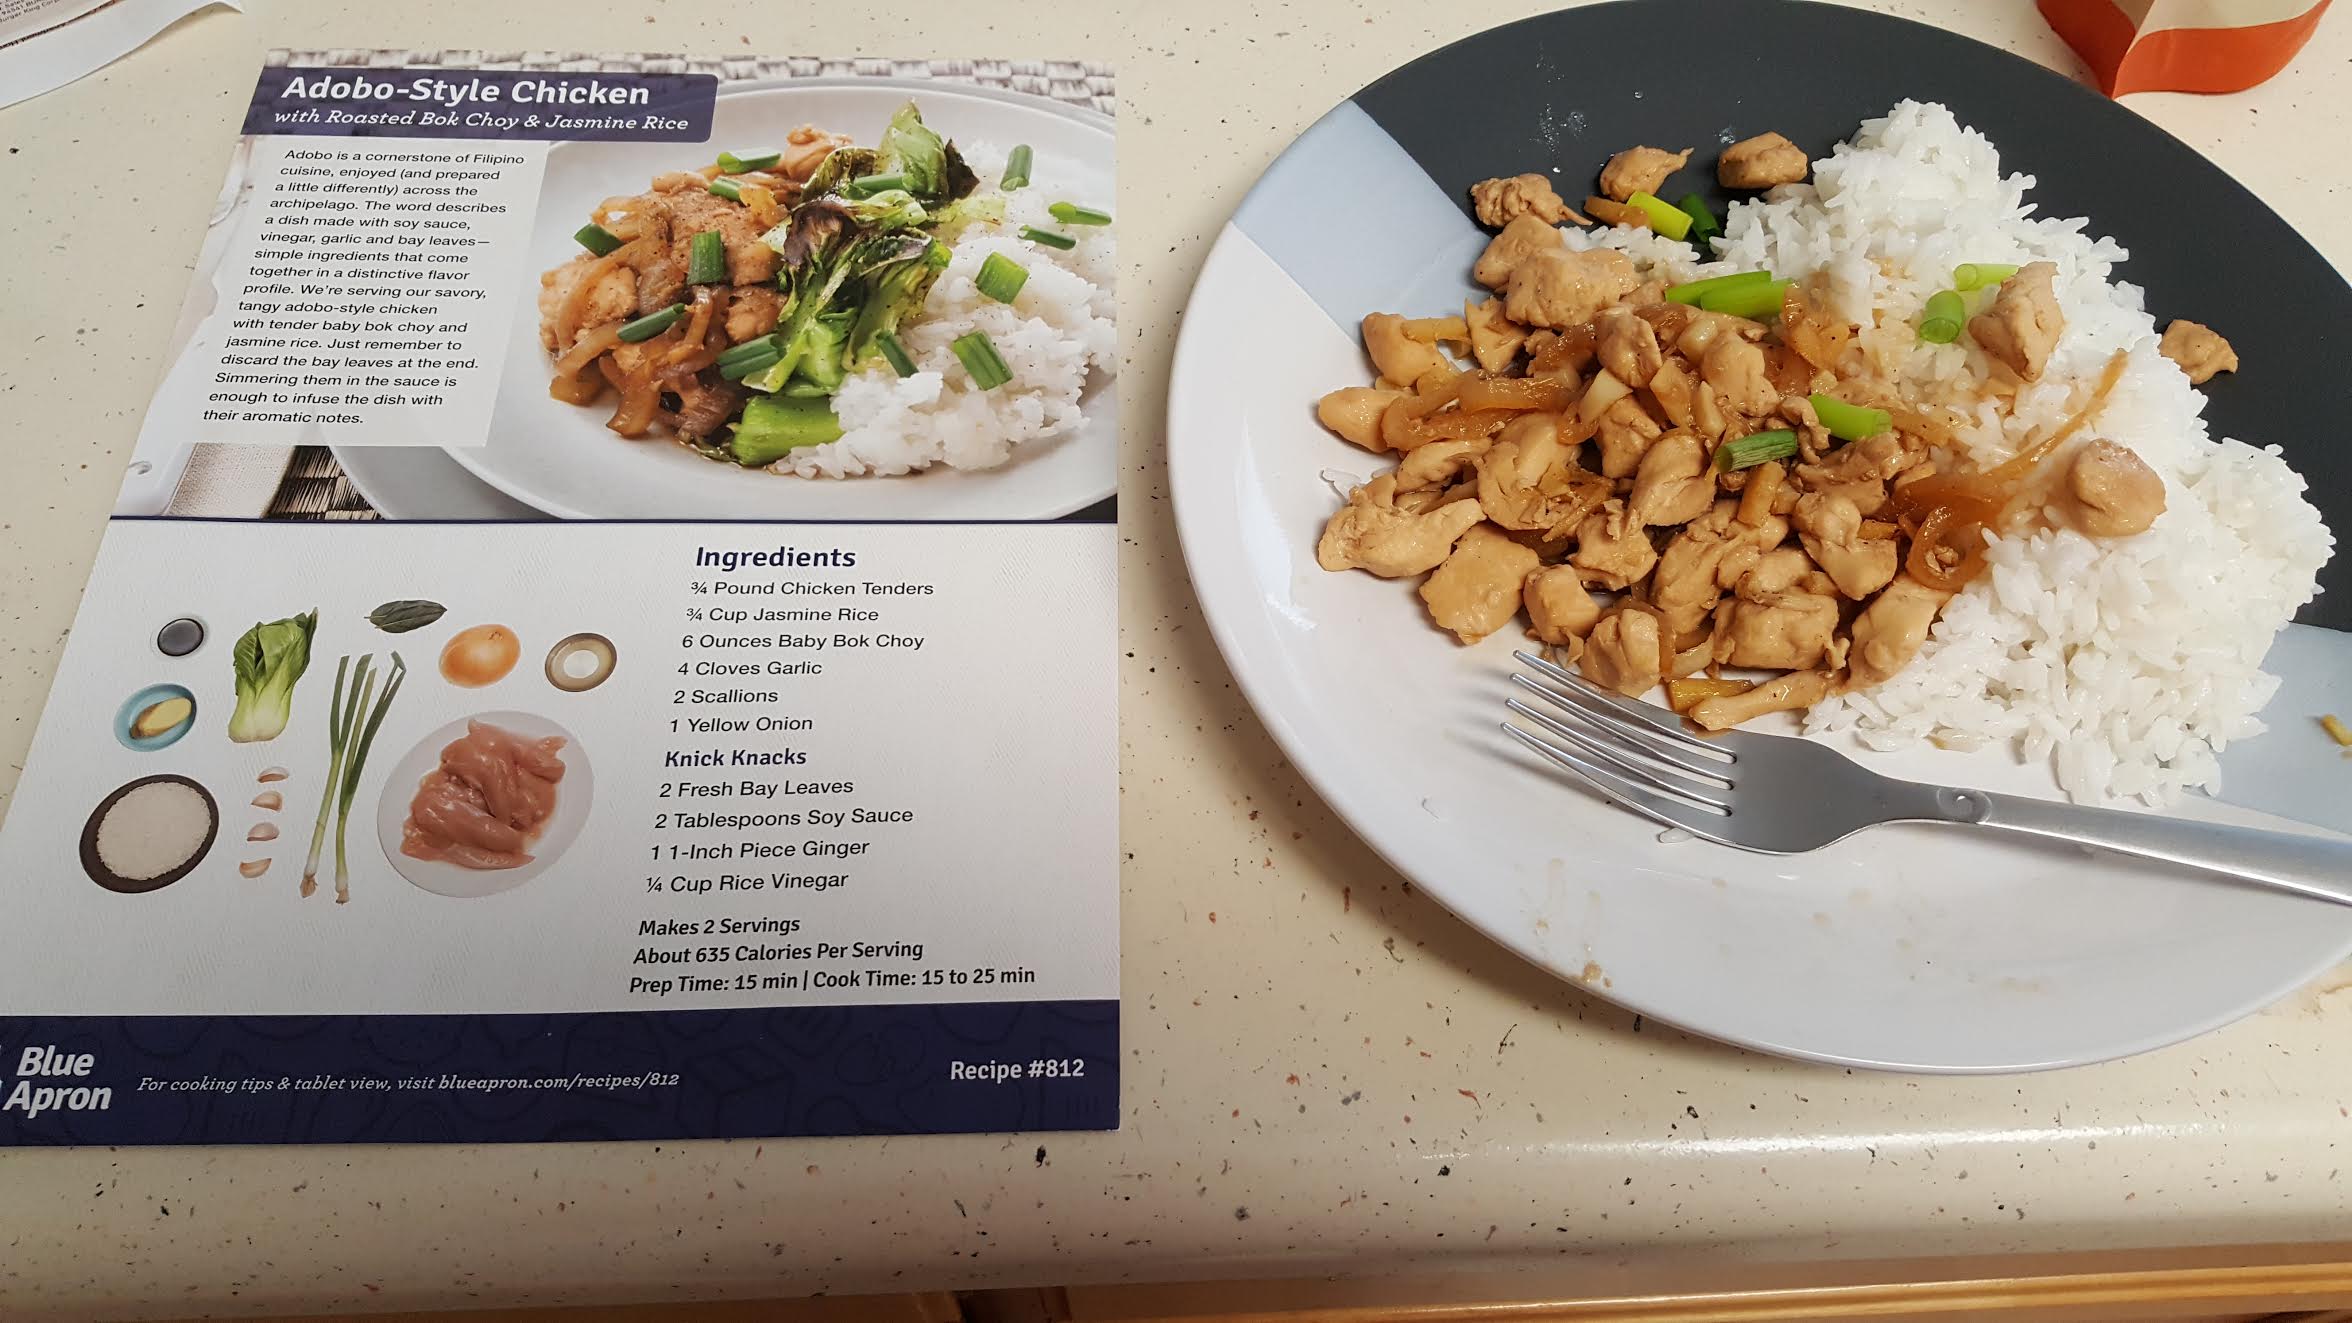 Adobo-Style Chicken
with Roasted Bok Choy & Jasmine Rice
Adobo is a cornerstone of Filipino
cuisine, enjoyed (and prepared
a little differently) across the
archipelago. The word describes
a dish made with soy sauce,
vinegar, garlic and bay leaves—
simple ingredients that come
together in a distinctive flavor
profile. We're serving our savory,
tangy adobo-style chicken
with tender baby bok choy and
jasmine rice. Just remember to
discard the bay leaves at the end.
Simmering them in the sauce is
enough to infuse the dish with
their aromatic notes.
Ingredients
¾ Pound Chicken Tenders
¾ Cup Jasmine Rice
6 Ounces Baby Bok Choy
4 Cloves Garlic
2 Scallions
1 Yellow Onion
Knick Knacks
2 Fresh Bay Leaves
2 Tablespoons Soy Sauce
1 1-Inch Piece Ginger
¼ Cup Rice Vinegar
Makes 2 Servings
About 635 Calories Per Serving
Prep Time: 15 min | Cook Time: 15 to 25 min
Blue
Apron
For cooking tips & tablet view, visit blueapron.com/recipes/812
Recipe #812